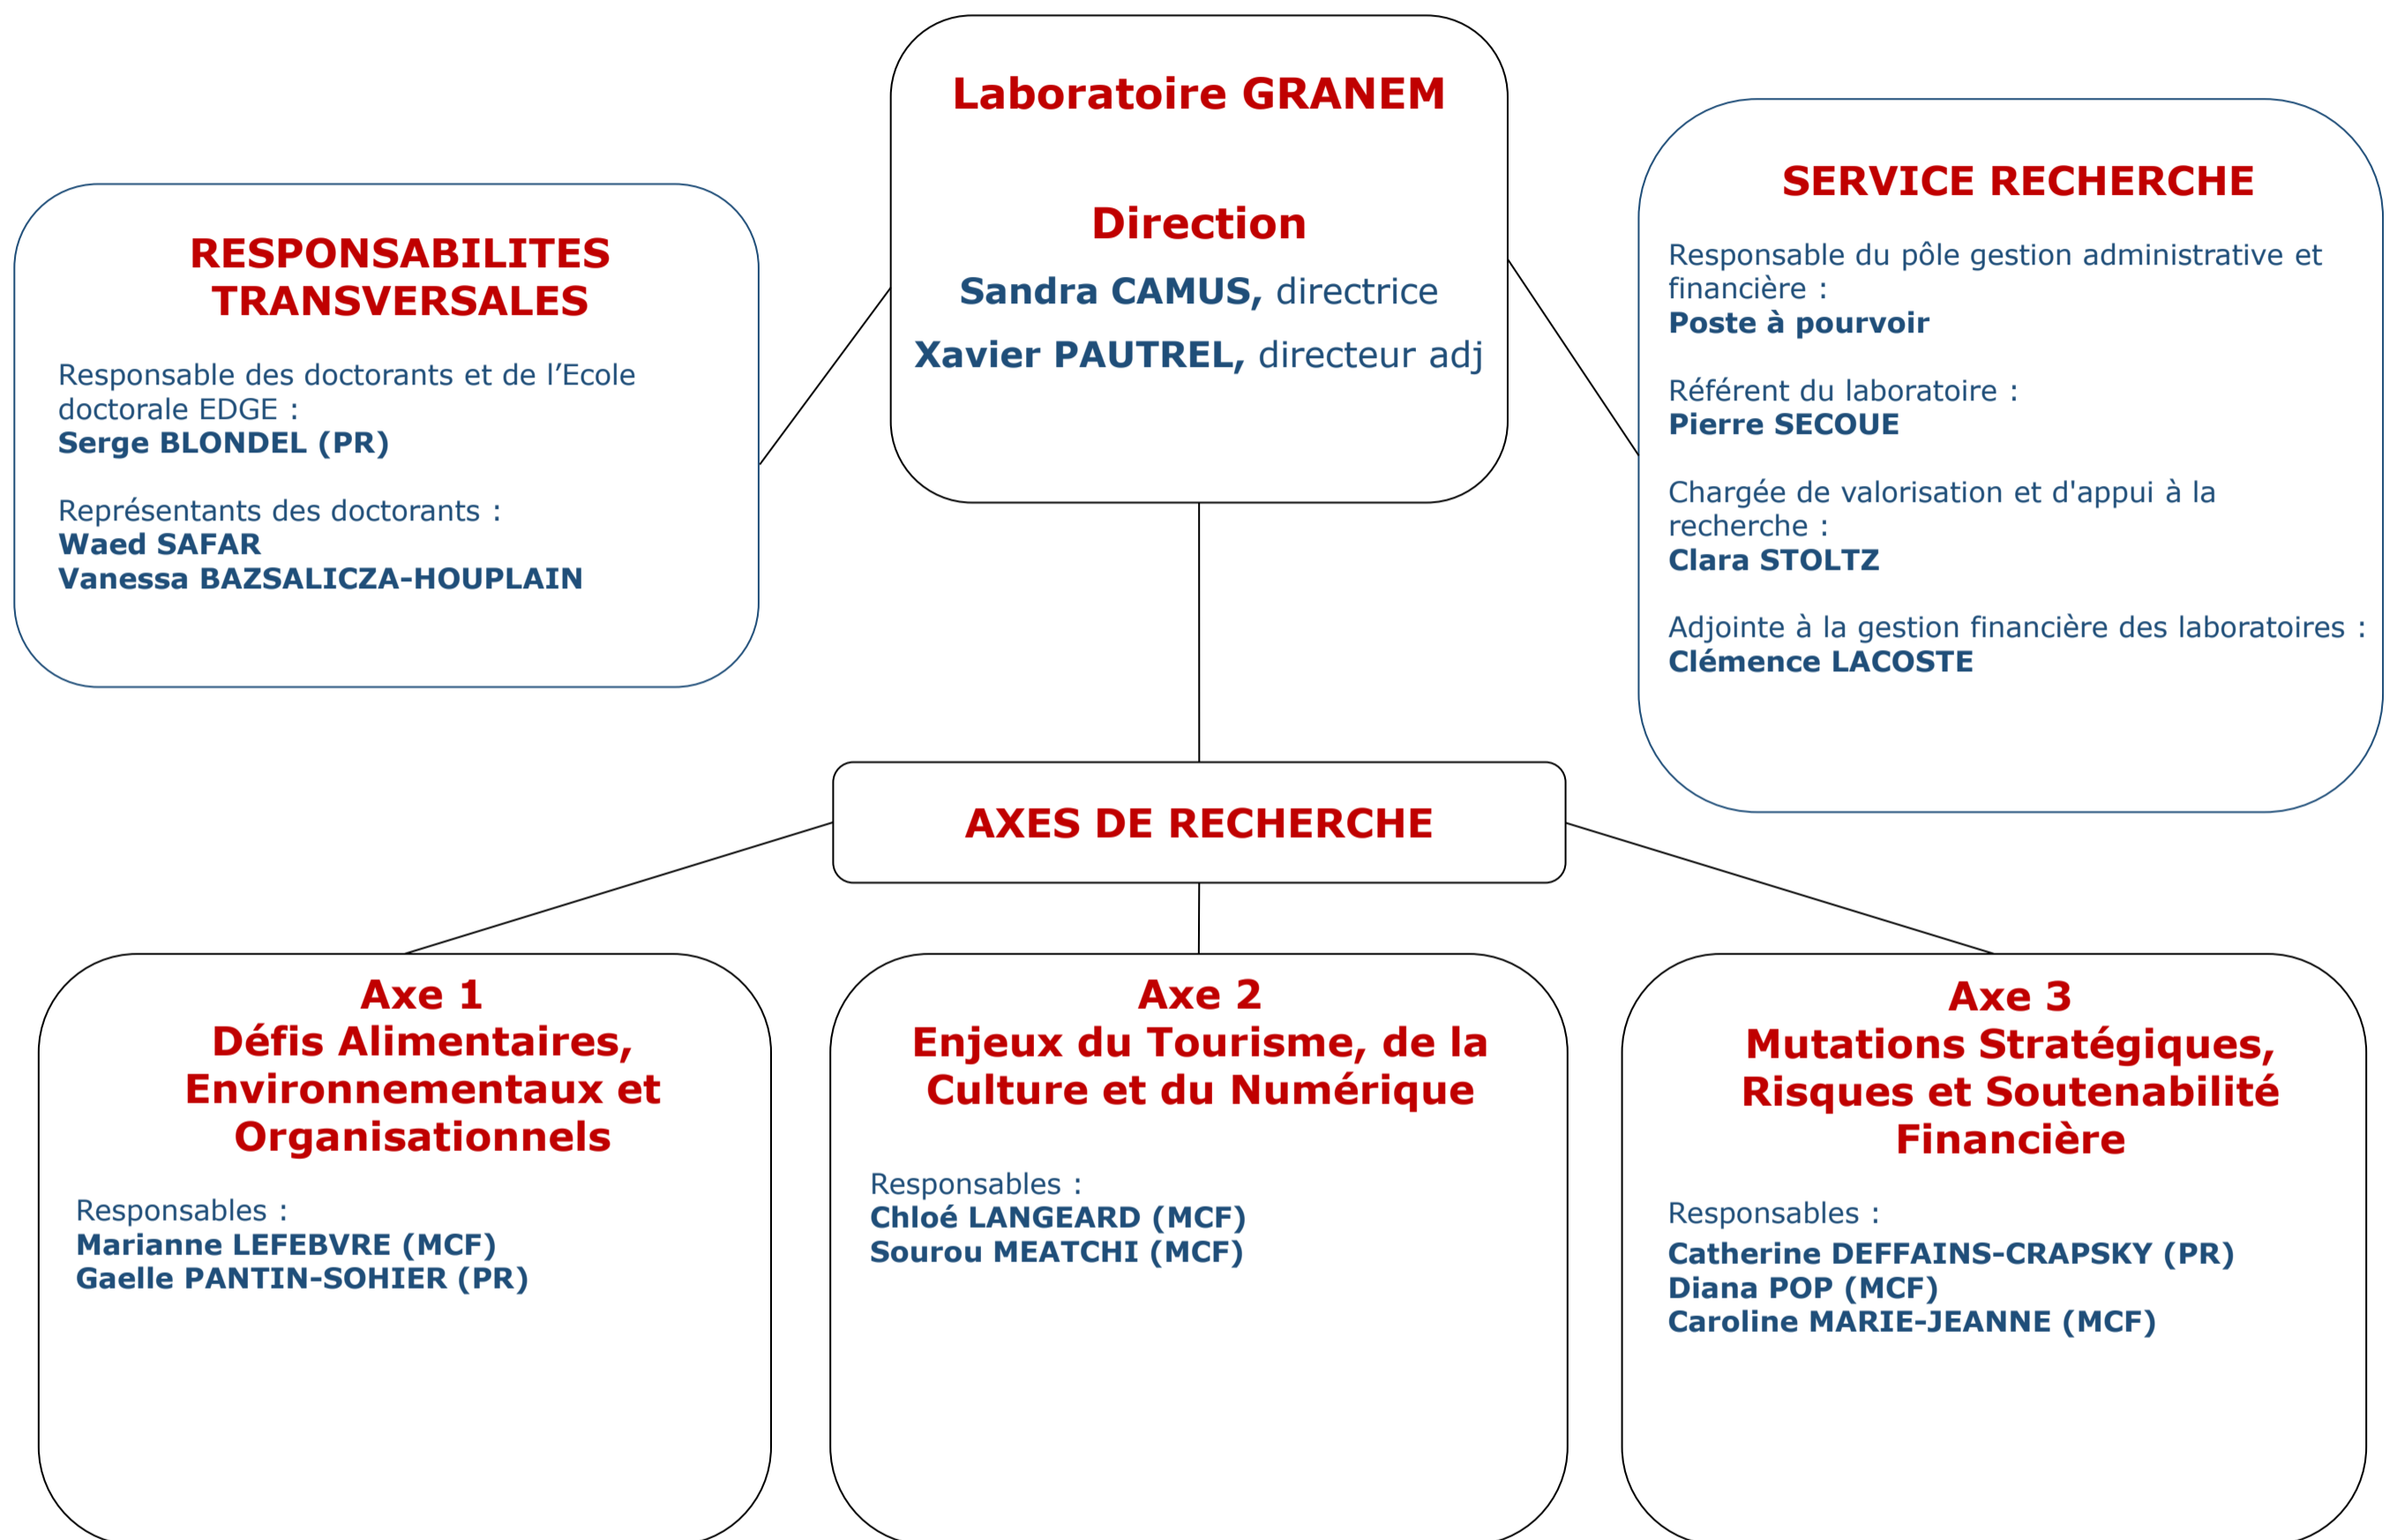 Laboratoire GRANEM
Direction
Sandra CAMUS, directrice
Xavier PAUTREL, directeur adj
RESPONSABILITES
TRANSVERSALES
Responsable des doctorants et de l’Ecole
doctorale EDGE :
Serge BLONDEL (PR)
Représentants des doctorants :
Waed SAFAR
Vanessa BAZSALICZA-HOUPLAIN
SERVICE RECHERCHE
Responsable du pôle gestion administrative et
financière :
Poste à pourvoir
Référent du laboratoire :
Pierre SECOUE
Chargée de valorisation et d'appui à la
recherche :
Clara STOLTZ
Adjointe à la gestion financière des laboratoires :
Clémence LACOSTE
AXES DE RECHERCHE
Axe 1
Défis Alimentaires,
Environnementaux et
Organisationnels
Responsables :
Marianne LEFEBVRE (MCF)
Gaelle PANTIN-SOHIER (PR)
Axe 2
Enjeux du Tourisme, de la
Culture et du Numérique
Responsables :
Chloé LANGEARD (MCF)
Sourou MEATCHI (MCF)
Axe 3
Mutations Stratégiques,
Risques et Soutenabilité
Financière
Responsables :
Catherine DEFFAINS-CRAPSKY (PR)
Diana POP (MCF)
Caroline MARIE-JEANNE (MCF)